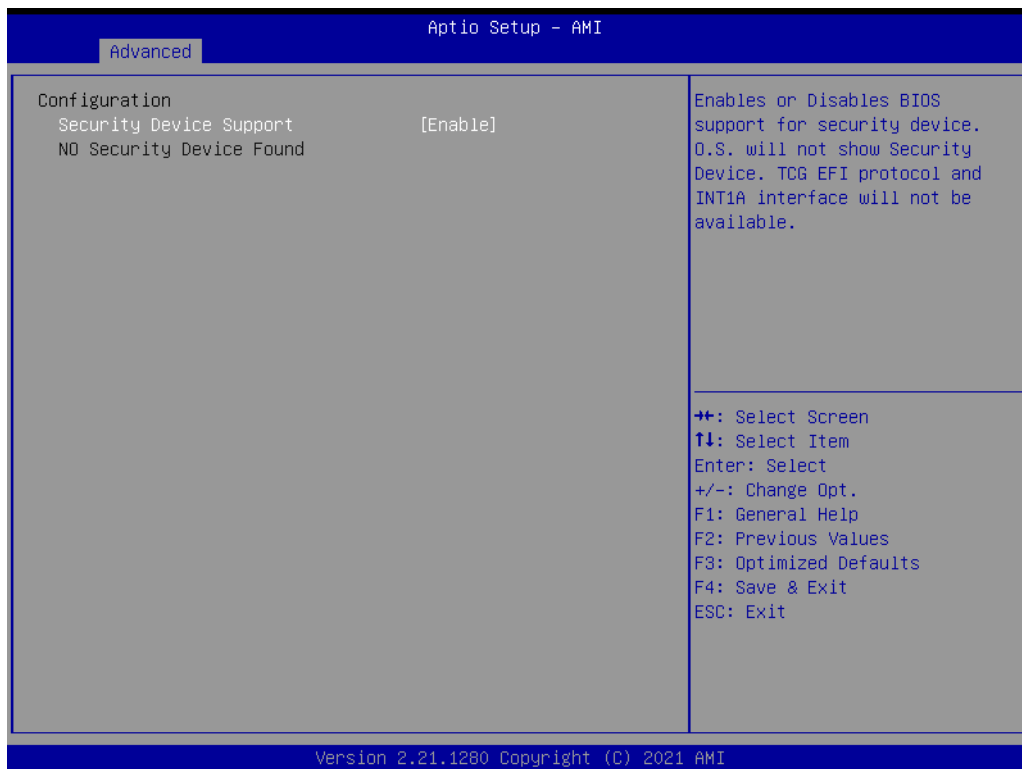 Aptio Setup – AMI
Advanced
Configuration
Security Device Support [Enable]
NO Security Device Found
Enables or Disables BIOS
support for security device.
O.S. will not show Security
Device. TCG EFI protocol and
INT1A interface will not be
available.
→←: Select Screen
↑↓: Select Item
Enter: Select
+/-: Change Opt.
F1: General Help
F2: Previous Values
F3: Optimized Defaults
F4: Save & Exit
ESC: Exit
Version 2.21.1280 Copyright (C) 2021 AMI